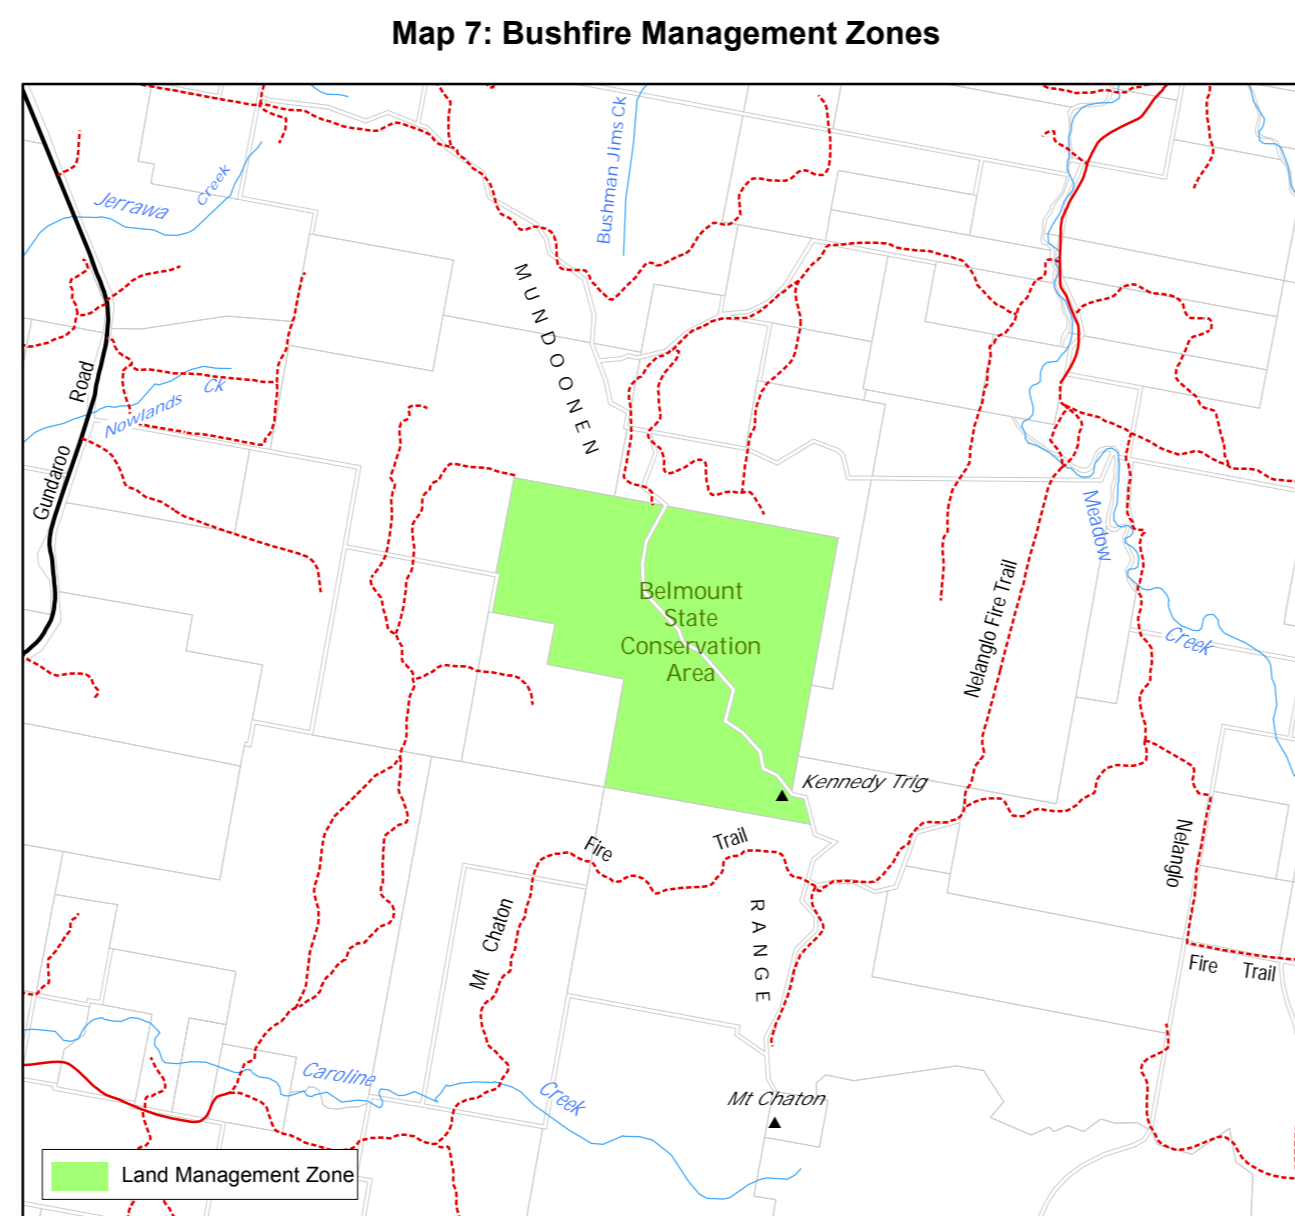 Map 7: Bushfire Management Zones
Bushman Jims Ck
Jerrawa Creek
MUNDOONEN
Gundaroo Road
Nowlands Ck
Meadow
Creek
Belmount
State
Conservation
Area
Nelanglo Fire Trail
Kennedy Trig
Fire Trail
Nelanglo
Fire Trail
Mt Chaton
RANGE
Caroline
Creek
Mt Chaton
Land Management Zone